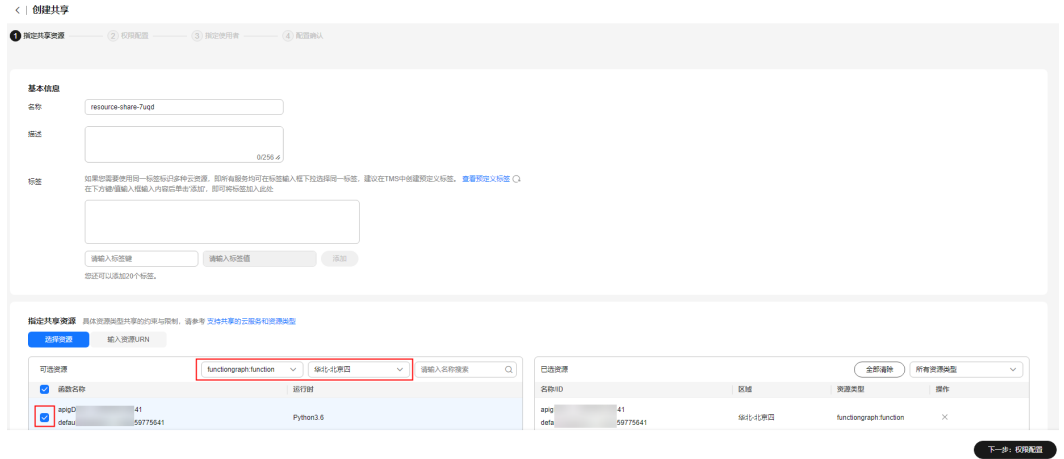 < | 创建共享
1 指定共享资源 2 权限配置 3 指定使用者 4 配置确认
基本信息
名称 resource-share-7uqd
描述
0/256
标签 如果您需要使用同一标签标识多种云资源，即所有服务均可在标签输入框下拉选择同一标签，建议在TMS中创建预定义标签。 查看预定义标签
在下方键/值输入框输入内容后单击'添加'，即可将标签加入此处
请输入标签键 请输入标签值 添加
您还可以添加20个标签。
指定共享资源 具体资源类型共享的约束与限制，请参考 支持共享的云服务和资源类型
选择资源 输入资源URN
可选资源 functiongraph:function 华北-北京四 请输入名称搜索
函数名称 运行时
apigD 41
defau 59775641
Python3.6
已选资源 全部清除 所有资源类型
名称/ID 区域 资源类型 操作
apig 41
defa 59775641
华北-北京四 functiongraph:function ×
下一步：权限配置